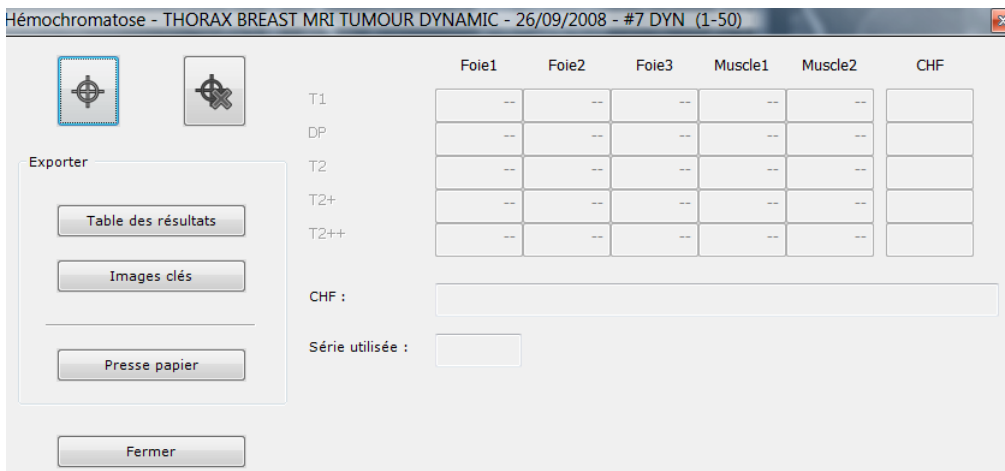 Hémochromatose - THORAX BREAST MRI TUMOUR DYNAMIC - 26/09/2008 - #7 DYN (1-50)
Foie1 Foie2 Foie3 Muscle1 Muscle2 CHF
T1 -- -- -- -- --
DP -- -- -- -- --
T2 -- -- -- -- --
T2+ -- -- -- -- --
T2++ -- -- -- -- --
Exporter
Table des résultats
Images clés
Presse papier
CHF :
Série utilisée :
Fermer